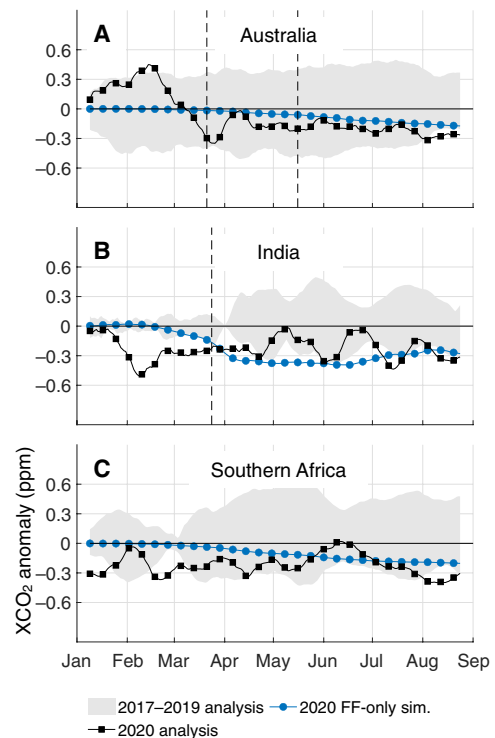 A
Australia
0.6
0.3
0
−0.3
−0.6
B
India
0.6
0.3
0
−0.3
−0.6
C
Southern Africa
0.6
0.3
0
−0.3
−0.6
XCO₂ anomaly (ppm)
Jan Feb Mar Apr May Jun Jul Aug Sep
2017–2019 analysis 2020 FF-only sim.
2020 analysis